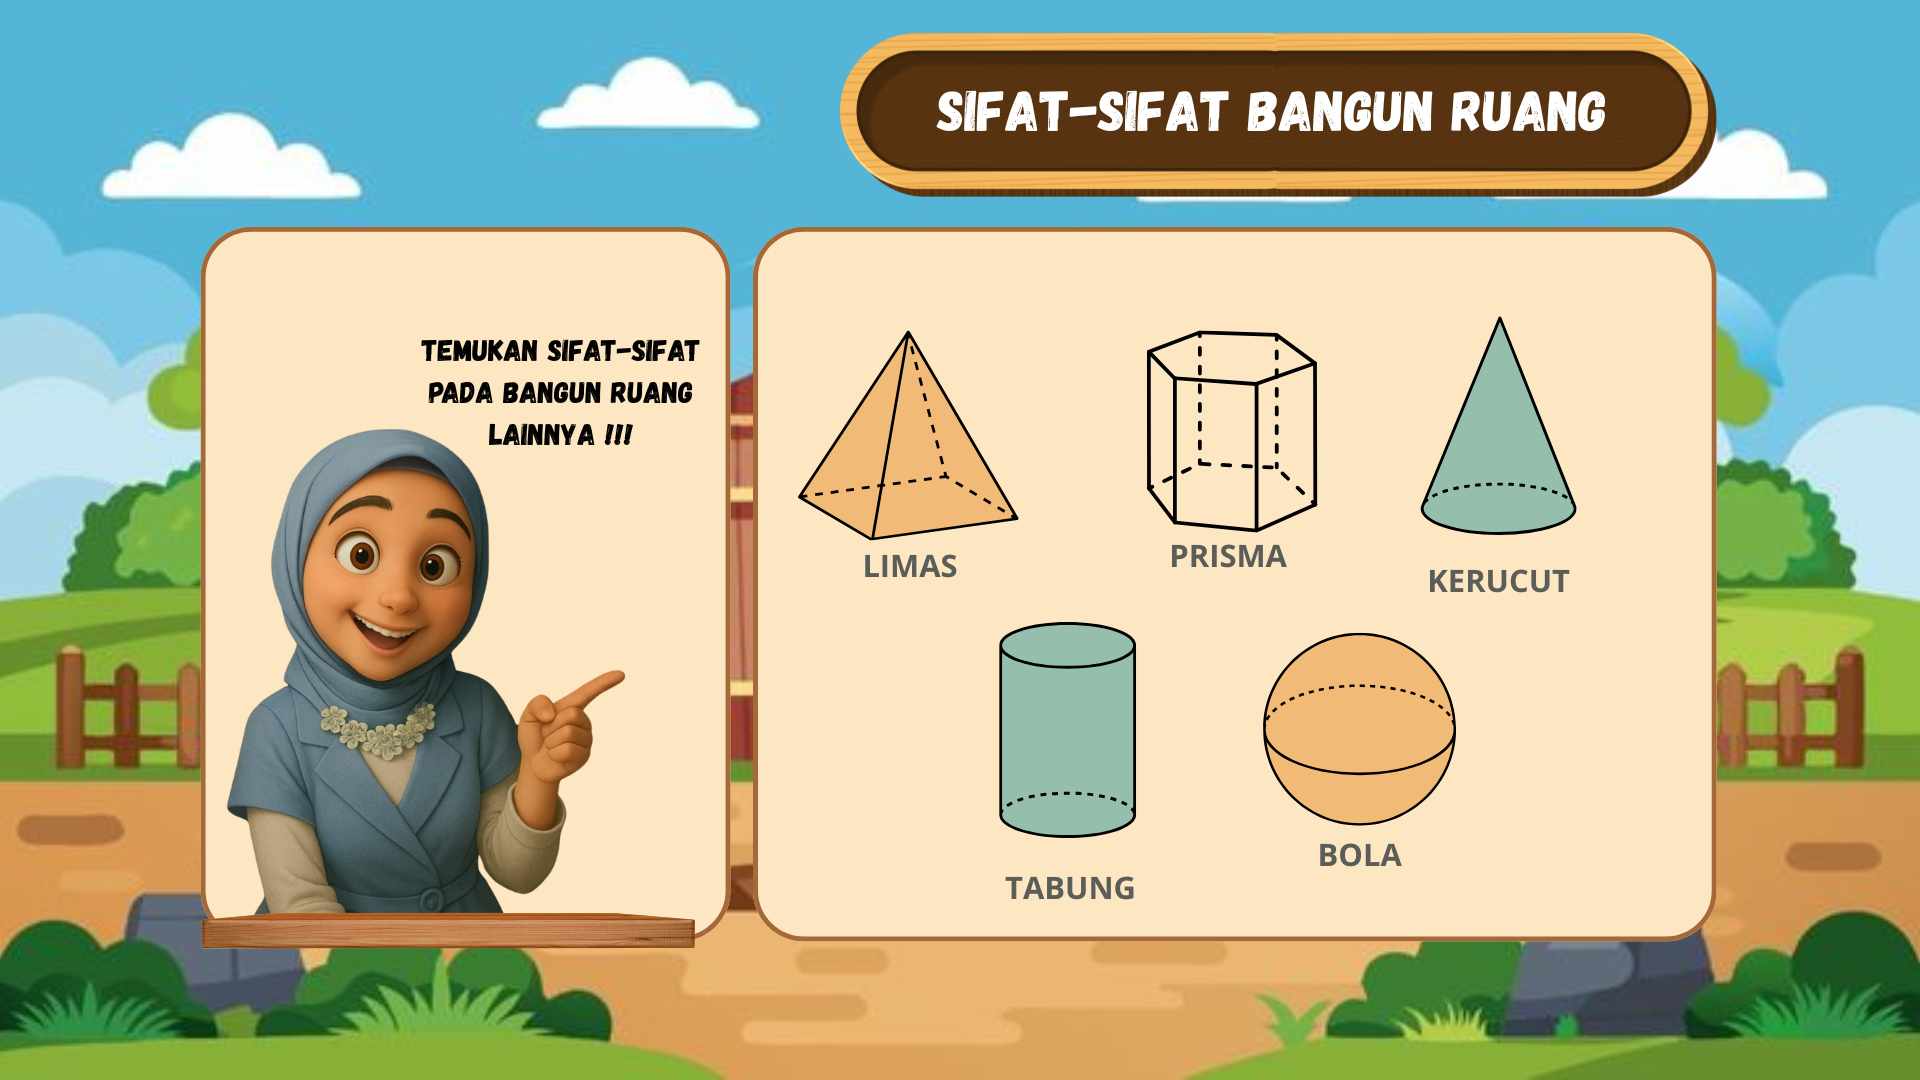 SIFAT-SIFAT BANGUN RUANG
TEMUKAN SIFAT-SIFAT
PADA BANGUN RUANG
LAINNYA !!!
LIMAS
PRISMA
KERUCUT
TABUNG
BOLA